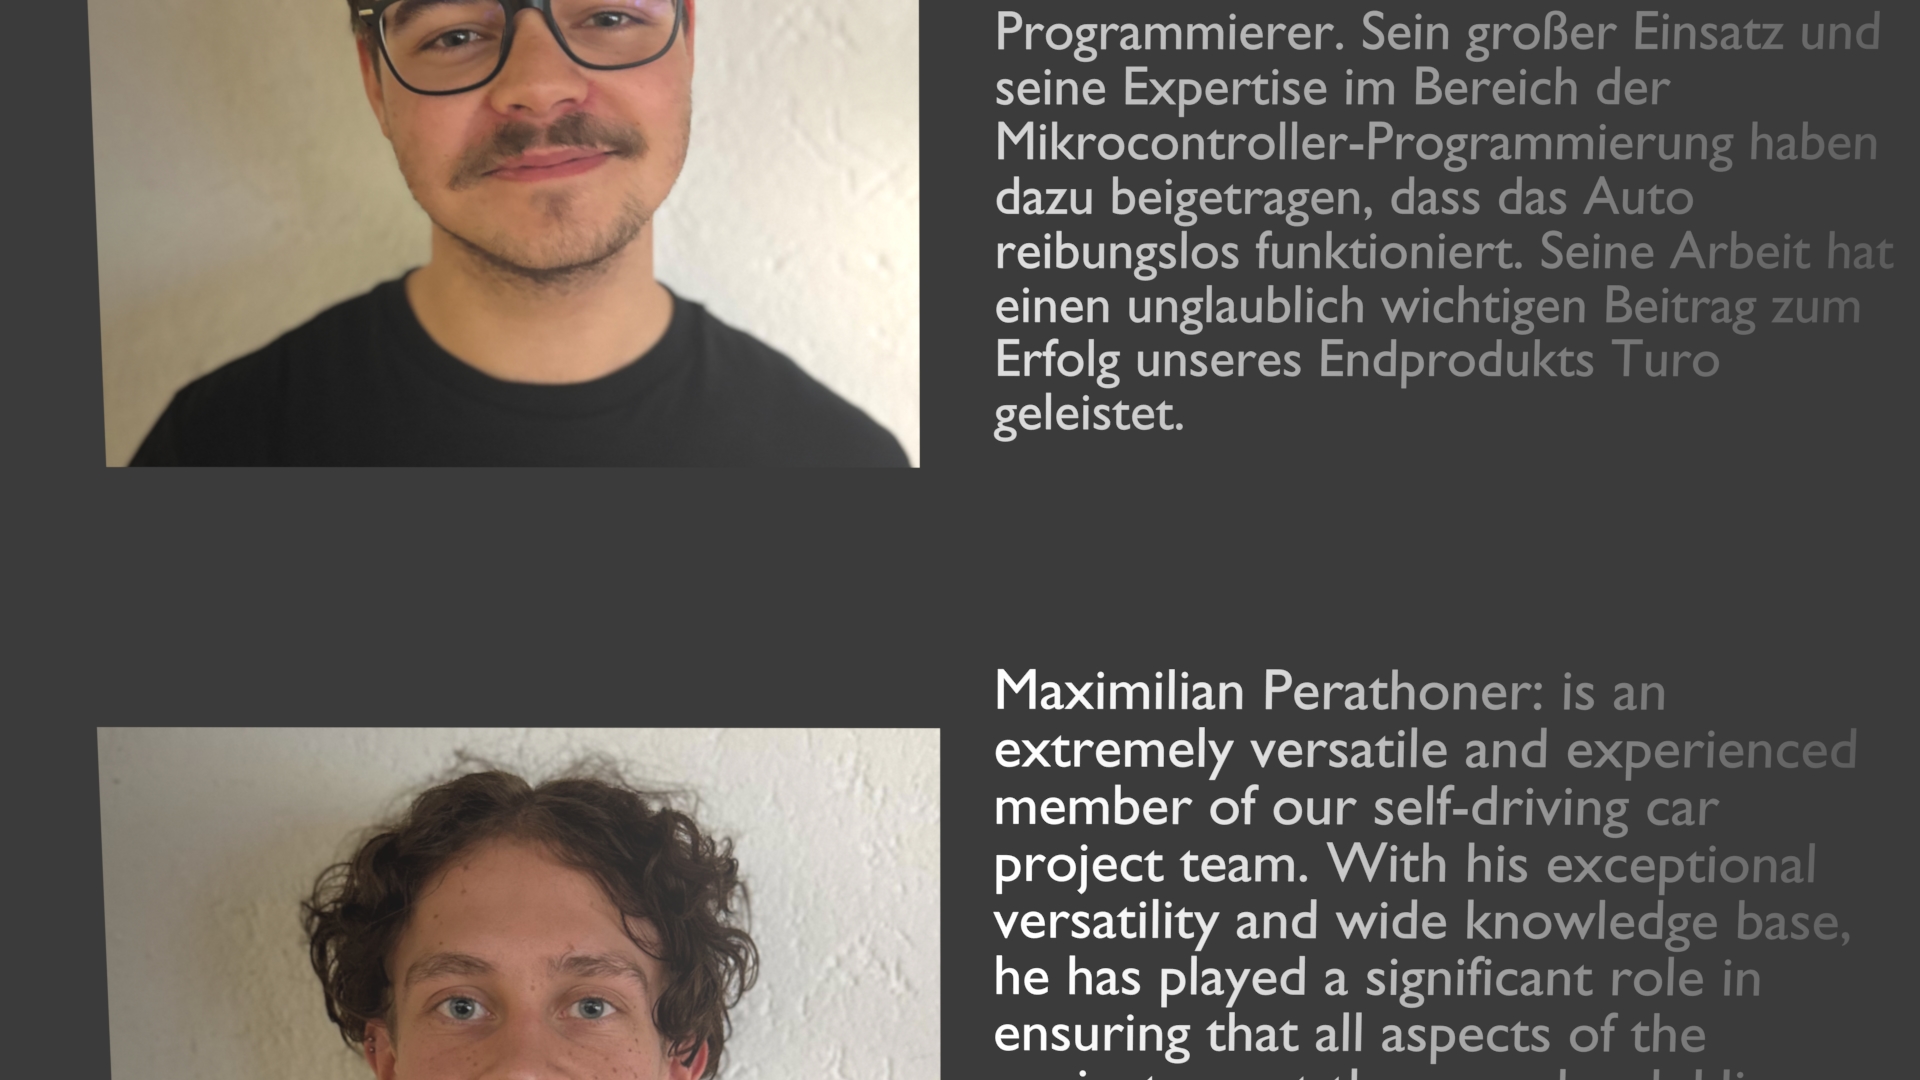 Programmierer. Sein großer Einsatz und
seine Expertise im Bereich der
Mikrocontroller-Programmierung haben
dazu beigetragen, dass das Auto
reibungslos funktioniert. Seine Arbeit hat
einen unglaublich wichtigen Beitrag zum
Erfolg unseres Endprodukts Turo
geleistet.
Maximilian Perathoner: is an
extremely versatile and experienced
member of our self-driving car
project team. With his exceptional
versatility and wide knowledge base,
he has played a significant role in
ensuring that all aspects of the